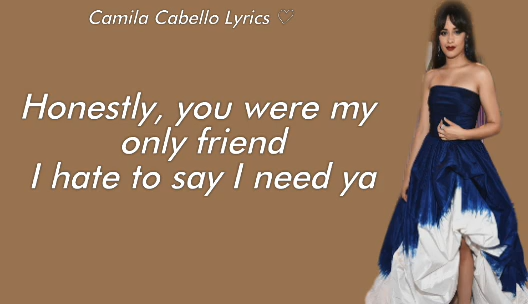 Camila Cabello Lyrics ♡
Honestly, you were my
only friend
I hate to say I need ya